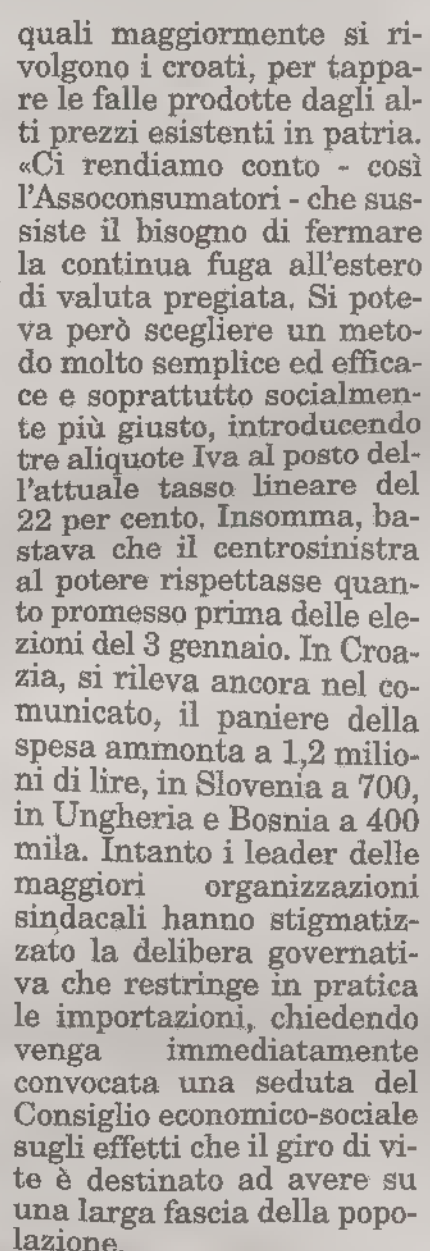 quali maggiormente si ri-
volgono i croati, per tappa-
re le falle prodotte dagli al-
ti prezzi esistenti in patria.
«Ci rendiamo conto - così
l'Assoconsumatori - che sus-
siste il bisogno di fermare
la continua fuga all'estero
di valuta pregiata. Si pote-
va però scegliere un meto-
do molto semplice ed effica-
ce e soprattutto socialmen-
te più giusto, introducendo
tre aliquote Iva al posto del-
l'attuale tasso lineare del
22 per cento. Insomma, ba-
stava che il centrosinistra
al potere rispettasse quan-
to promesso prima delle ele-
zioni del 3 gennaio. In Croa-
zia, si rileva ancora nel co-
municato, il paniere della
spesa ammonta a 1,2 milio-
ni di lire, in Slovenia a 700,
in Ungheria e Bosnia a 400
mila. Intanto i leader delle
maggiori organizzazioni
sindacali hanno stigmatiz-
zato la delibera governati-
va che restringe in pratica
le importazioni, chiedendo
venga immediatamente
convocata una seduta del
Consiglio economico-sociale
sugli effetti che il giro di vi-
te è destinato ad avere su
una larga fascia della popo-
lazione.